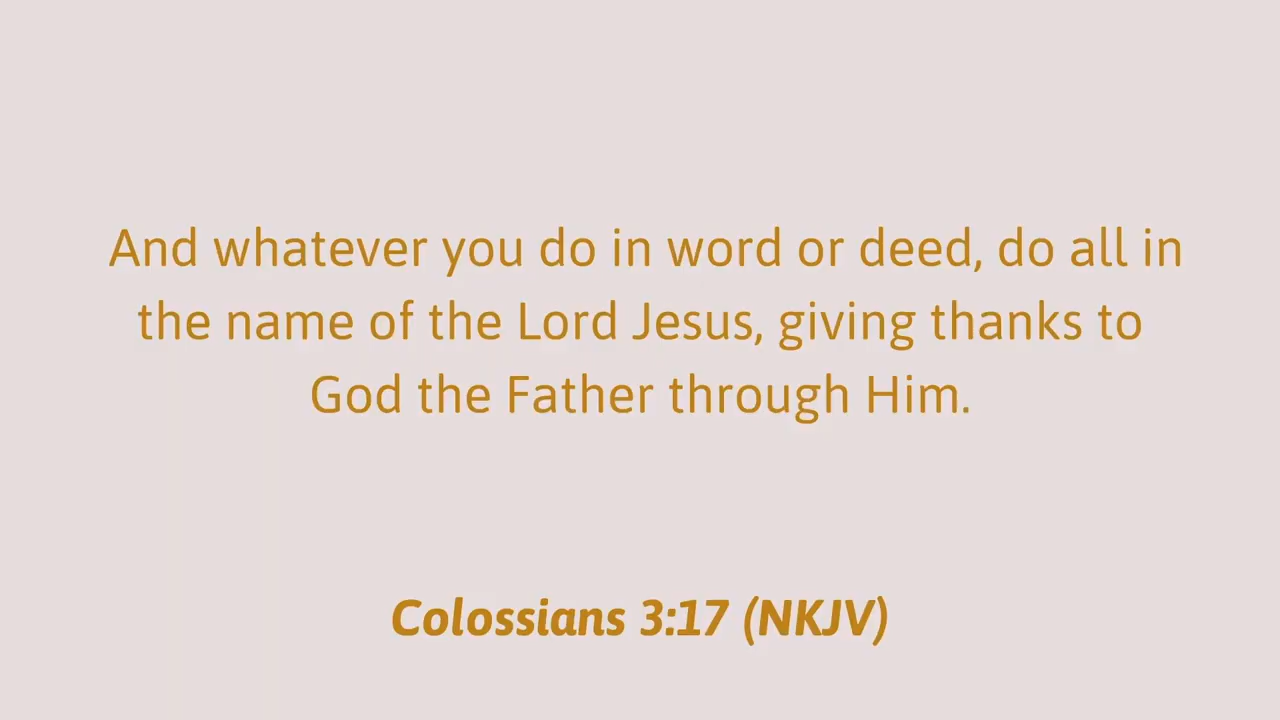 And whatever you do in word or deed, do all in
the name of the Lord Jesus, giving thanks to
God the Father through Him.
Colossians 3:17 (NKJV)